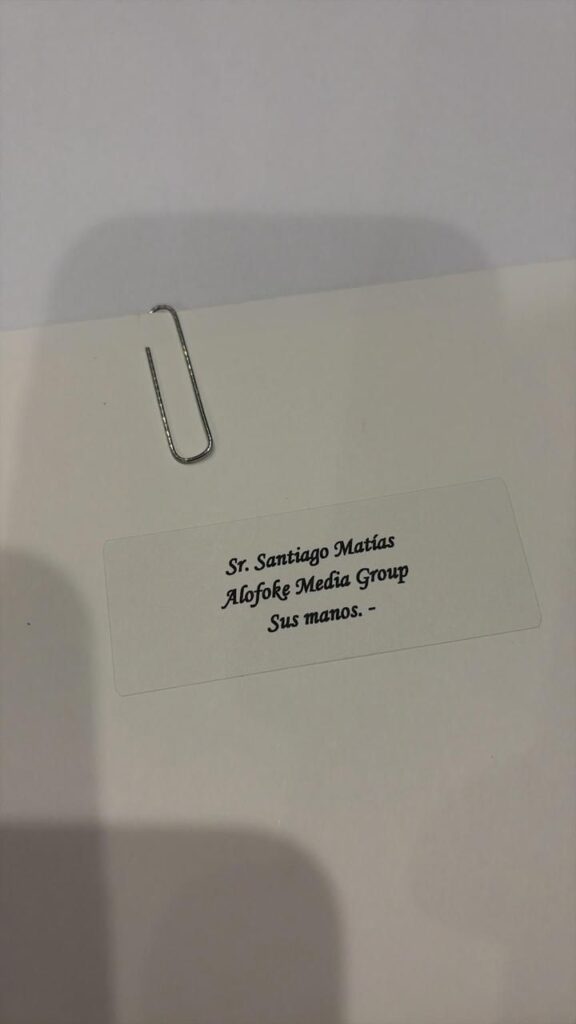 Sr. Santiago Matías
Alofoke Media Group
Sus manos. -